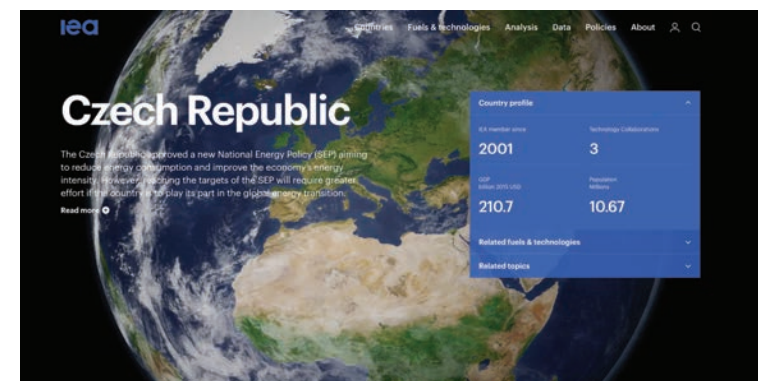 iea
Countries Fuels & technologies Analysis Data Policies About
Czech Republic
The Czech Republic approved a new National Energy Policy (SEP) aiming
to reduce energy consumption and improve the economy's energy
intensity. However, reaching the targets of the SEP will require greater
effort if the country is to play its part in the global energy transition.
Read more
Country profile
IEA member since
Technology Collaborations
2001
3
GDP
billion 2015 USD
Population
Millions
210.7
10.67
Related fuels & technologies
Related topics